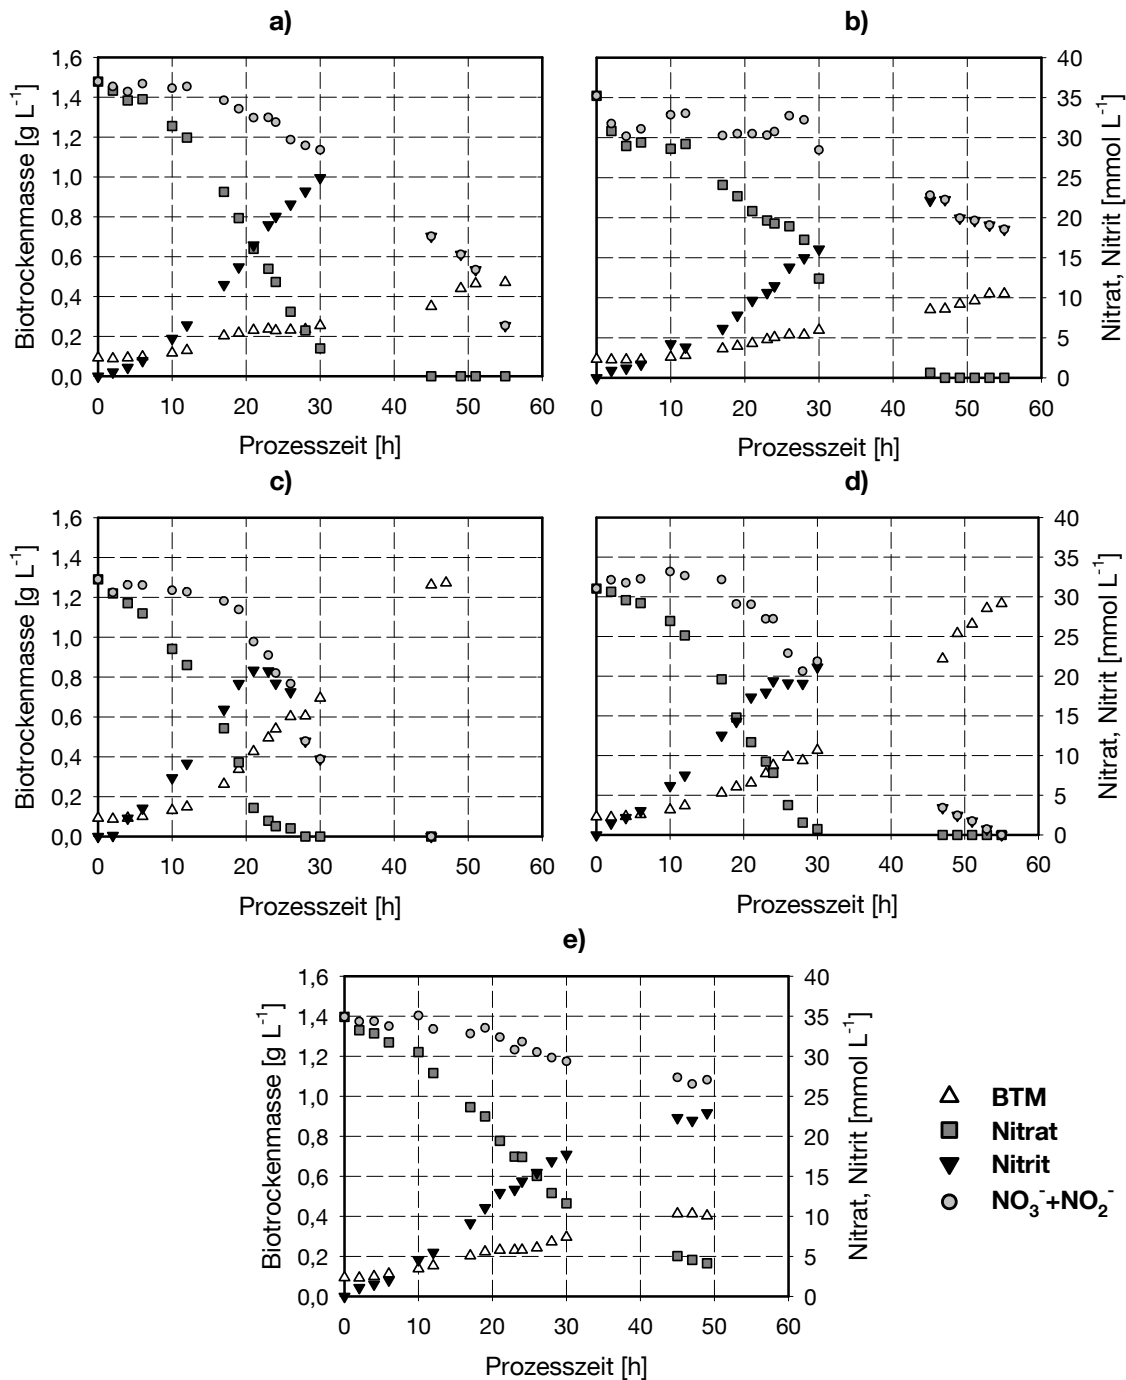 a)
b)
1,6
1,4
1,2
1,0
0,8
0,6
0,4
0,2
0,0
Biotrockenmasse [g L⁻¹]
0 10 20 30 40 50 60
Prozesszeit [h]
40
35
30
25
20
15
10
5
0
Nitrat, Nitrit [mmol L⁻¹]
0 10 20 30 40 50 60
Prozesszeit [h]
c)
d)
1,6
1,4
1,2
1,0
0,8
0,6
0,4
0,2
0,0
Biotrockenmasse [g L⁻¹]
0 10 20 30 40 50 60
Prozesszeit [h]
40
35
30
25
20
15
10
5
0
Nitrat, Nitrit [mmol L⁻¹]
0 10 20 30 40 50 60
Prozesszeit [h]
e)
1,6
1,4
1,2
1,0
0,8
0,6
0,4
0,2
0,0
Biotrockenmasse [g L⁻¹]
40
35
30
25
20
15
10
5
0
Nitrat, Nitrit [mmol L⁻¹]
0 10 20 30 40 50 60
Prozesszeit [h]
BTM
Nitrat
Nitrit
NO₃⁻+NO₂⁻